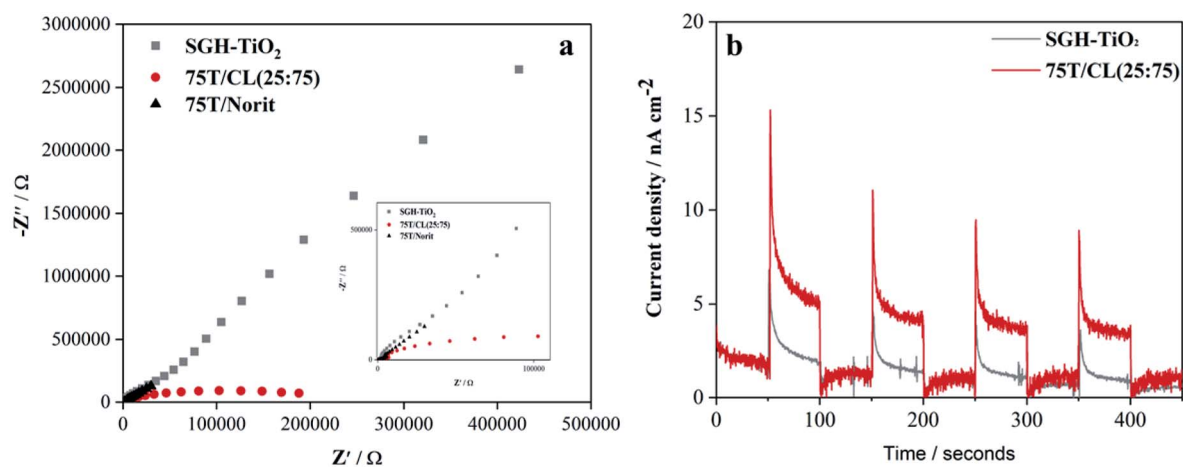 a
SGH-TiO₂
75T/CL(25:75)
75T/Norit
3000000
2500000
2000000
1500000
1000000
500000
0
-Z″ / Ω
0
100000
200000
300000
400000
500000
Z′ / Ω
SGH-TiO₂
75T/CL(25:75)
75T/Norit
500000
0
-Z″ / Ω
0
100000
Z′ / Ω
b
SGH-TiO₂
75T/CL(25:75)
20
15
10
5
0
Current density / nA cm⁻²
0
100
200
300
400
Time / seconds